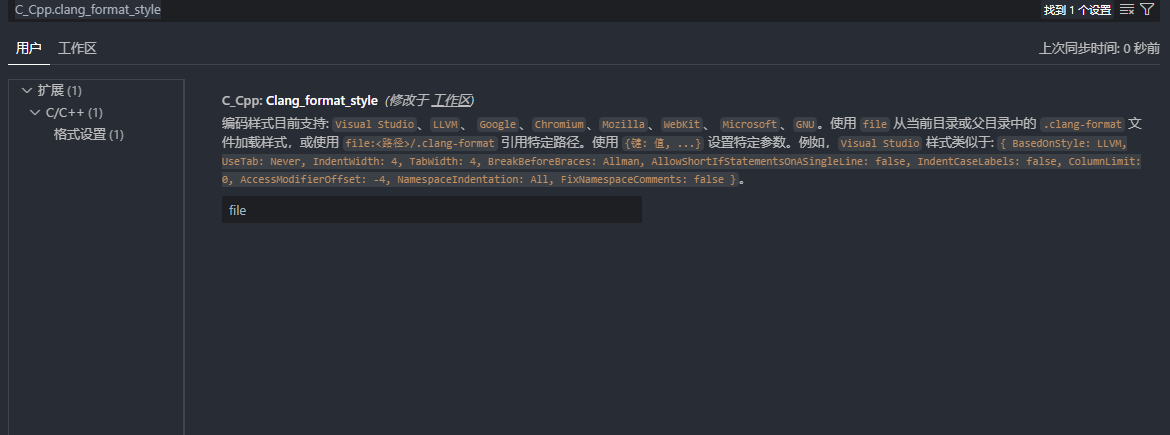 C_Cpp.clang_format_style
找到 1 个设置
用户 工作区
上次同步时间: 0 秒前
扩展 (1)
C/C++ (1)
格式设置 (1)
C_Cpp: Clang_format_style (修改于 工作区)
编码样式目前支持: Visual Studio、LLVM、 Google、Chromium、Mozilla、WebKit、 Microsoft、GNU。使用 file 从当前目录或父目录中的 .clang-format 文
件加载样式，或使用 file:<路径>/.clang-format 引用特定路径。使用 {键: 值, ...} 设置特定参数。例如，Visual Studio 样式类似于: { BasedOnStyle: LLVM,
UseTab: Never, IndentWidth: 4, TabWidth: 4, BreakBeforeBraces: Allman, AllowShortIfStatementsOnASingleLine: false, IndentCaseLabels: false, ColumnLimit:
0, AccessModifierOffset: -4, NamespaceIndentation: All, FixNamespaceComments: false }。
file